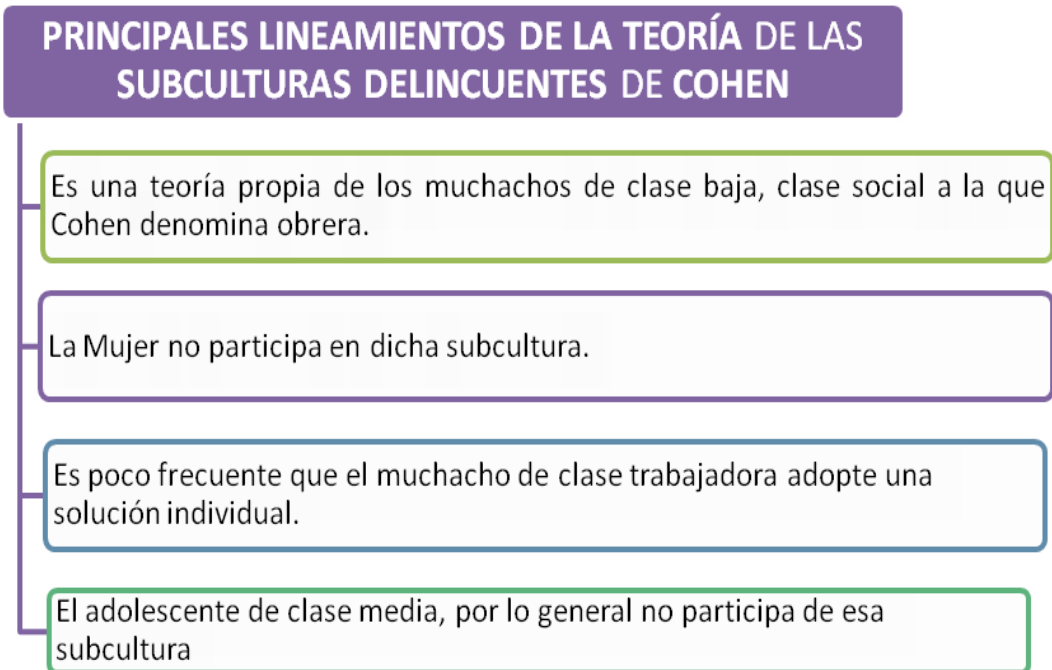 PRINCIPALES LINEAMIENTOS DE LA TEORÍA DE LAS
SUBCULTURAS DELINCUENTES DE COHEN
Es una teoría propia de los muchachos de clase baja, clase social a la que
Cohen denomina obrera.
La Mujer no participa en dicha subcultura.
Es poco frecuente que el muchacho de clase trabajadora adopte una
solución individual.
El adolescente de clase media, por lo general no participa de esa
subcultura